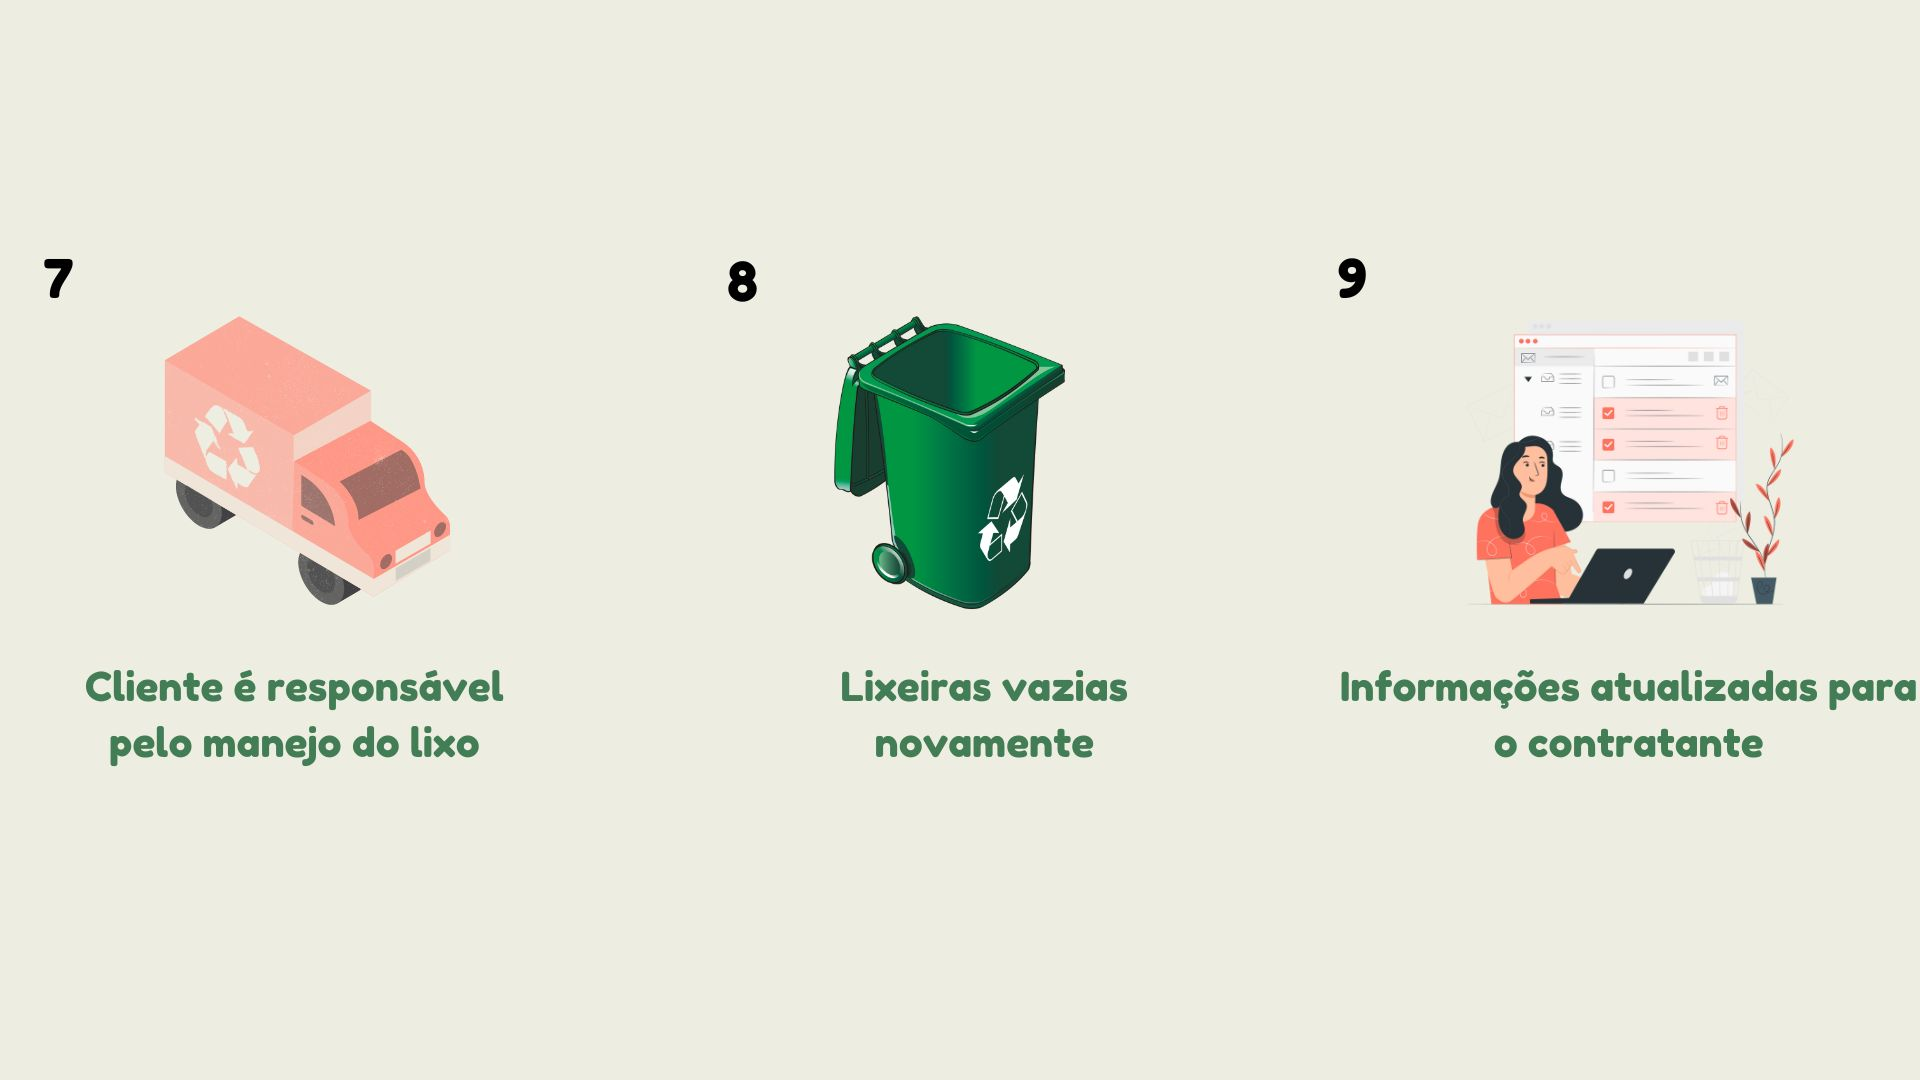 7
Cliente é responsável
pelo manejo do lixo
8
Lixeiras vazias
novamente
9
Informações atualizadas para
o contratante